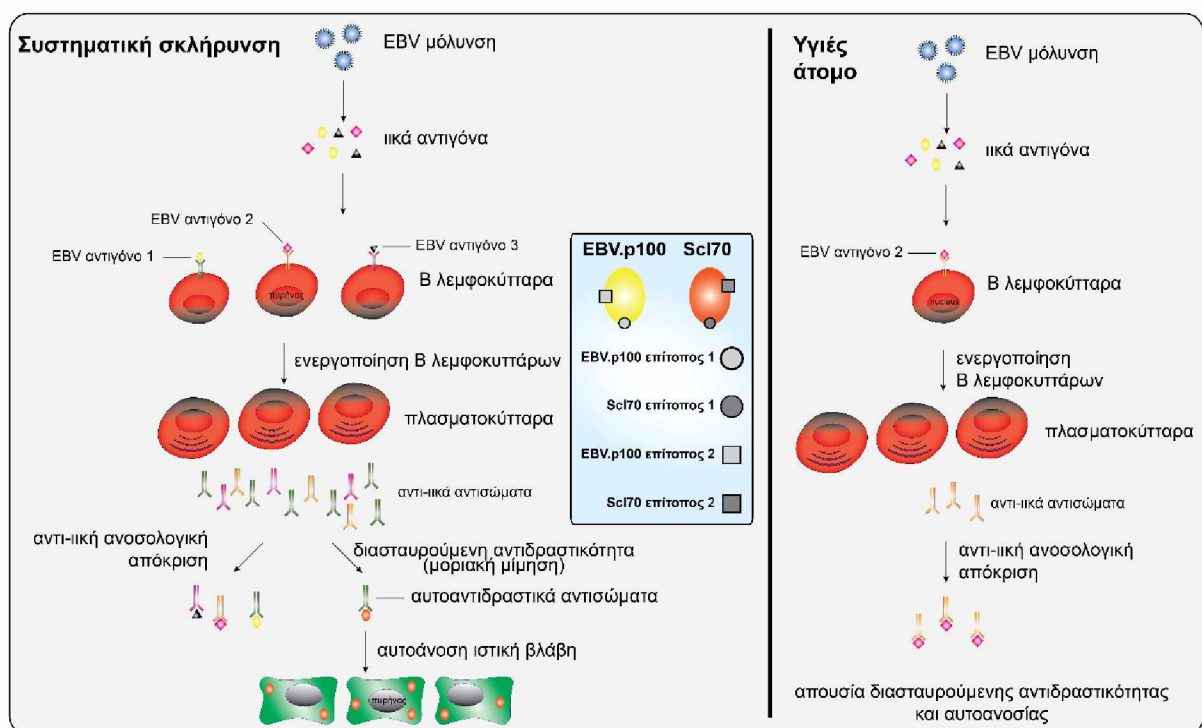 Συστηματική σκλήρυνση
EBV μόλυνση
ιικά αντιγόνα
EBV αντιγόνο 2
EBV αντιγόνο 1
EBV αντιγόνο 3
πυρήνας
Β λεμφοκύτταρα
ενεργοποίηση Β λεμφοκυττάρων
πλασματοκύτταρα
αντι-ιικά αντισώματα
αντι-ιική ανοσολογική
απόκριση
διασταυρούμενη αντιδραστικότητα
(μοριακή μίμηση)
αυτοαντιδραστικά αντισώματα
αυτοάνοση ιστική βλάβη
πυρήνας
EBV.p100
Scl70
EBV.p100 επίτοπος 1
Scl70 επίτοπος 1
EBV.p100 επίτοπος 2
Scl70 επίτοπος 2
Υγιές
άτομο
EBV μόλυνση
ιικά αντιγόνα
EBV αντιγόνο 2
nucleus
Β λεμφοκύτταρα
ενεργοποίηση
Β λεμφοκυττάρων
πλασματοκύτταρα
αντι-ιικά αντισώματα
αντι-ιική ανοσολογική
απόκριση
απουσία διασταυρούμενης αντιδραστικότητας
και αυτοανοσίας